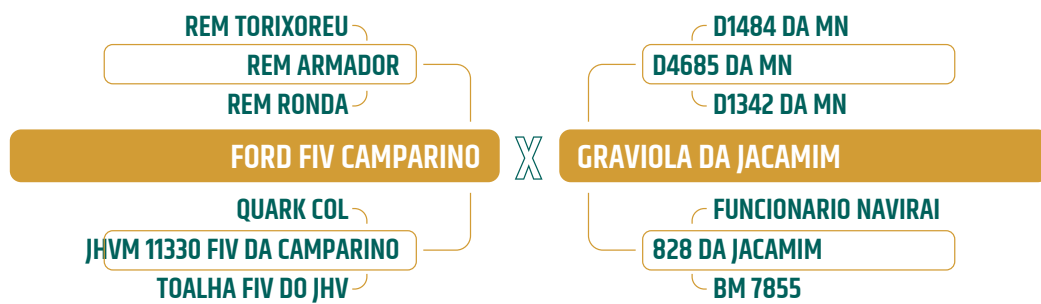 REM TORIXOREU
REM ARMADOR
REM RONDA
FORD FIV CAMPARINO
QUARK COL
JHVM 11330 FIV DA CAMPARINO
TOALHA FIV DO JHV
X
D1484 DA MN
D4685 DA MN
D1342 DA MN
GRAVIOLA DA JACAMIM
FUNCIONARIO NAVIRAI
828 DA JACAMIM
BM 7855